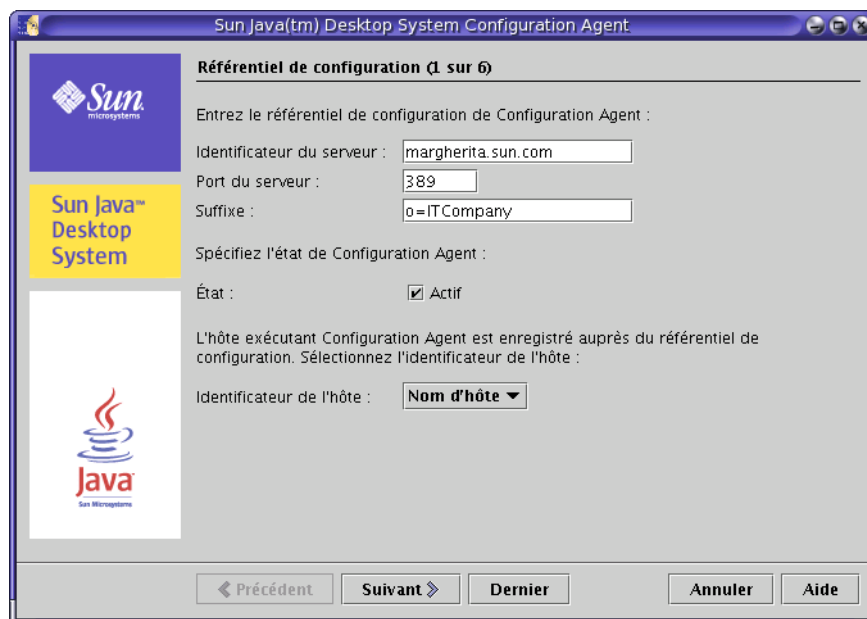 Sun Java(tm) Desktop System Configuration Agent
Sun
microsystems
Sun Java™
Desktop
System
Java
Sun Microsystems
Référentiel de configuration (1 sur 6)
Entrez le référentiel de configuration de Configuration Agent :
Identificateur du serveur : margherita.sun.com
Port du serveur : 389
Suffixe : o=ITCompany
Spécifiez l'état de Configuration Agent :
État : Actif
L'hôte exécutant Configuration Agent est enregistré auprès du référentiel de
configuration. Sélectionnez l'identificateur de l'hôte :
Identificateur de l'hôte : Nom d'hôte
Précédent Suivant Dernier Annuler Aide